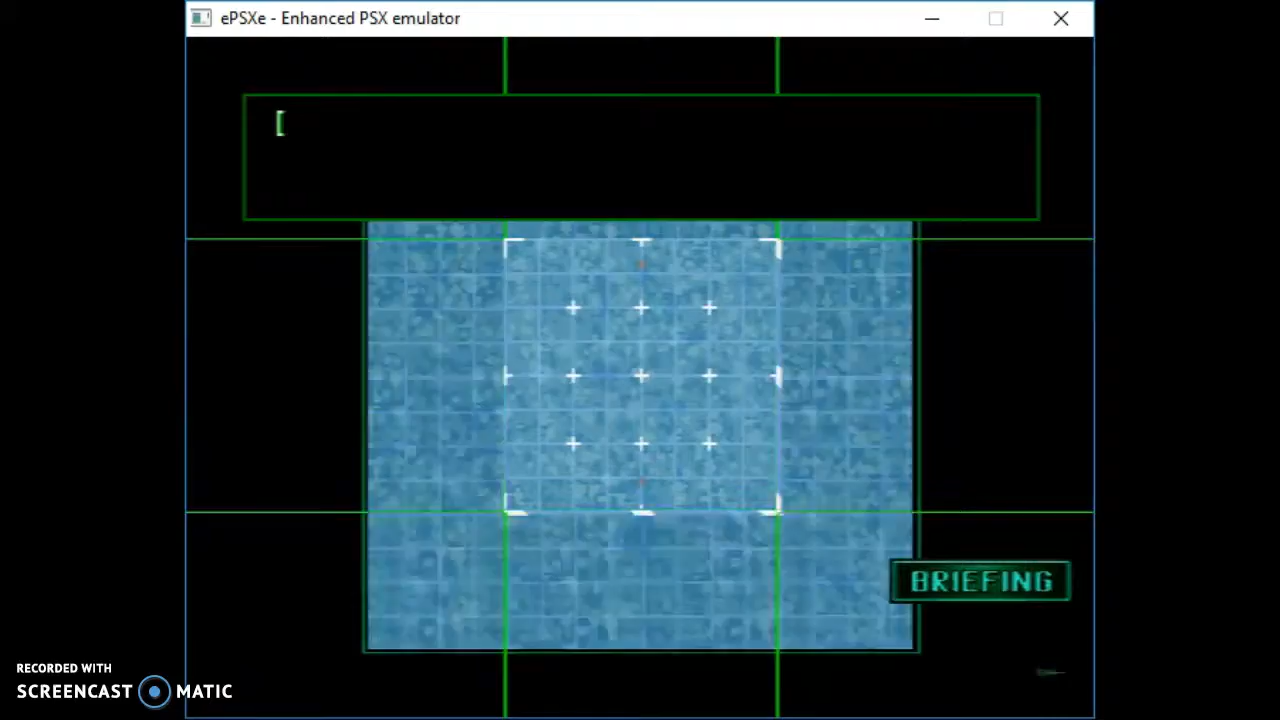 ePSXe - Enhanced PSX emulator
[
BRIEFING
RECORDED WITH
SCREENCAST MATIC